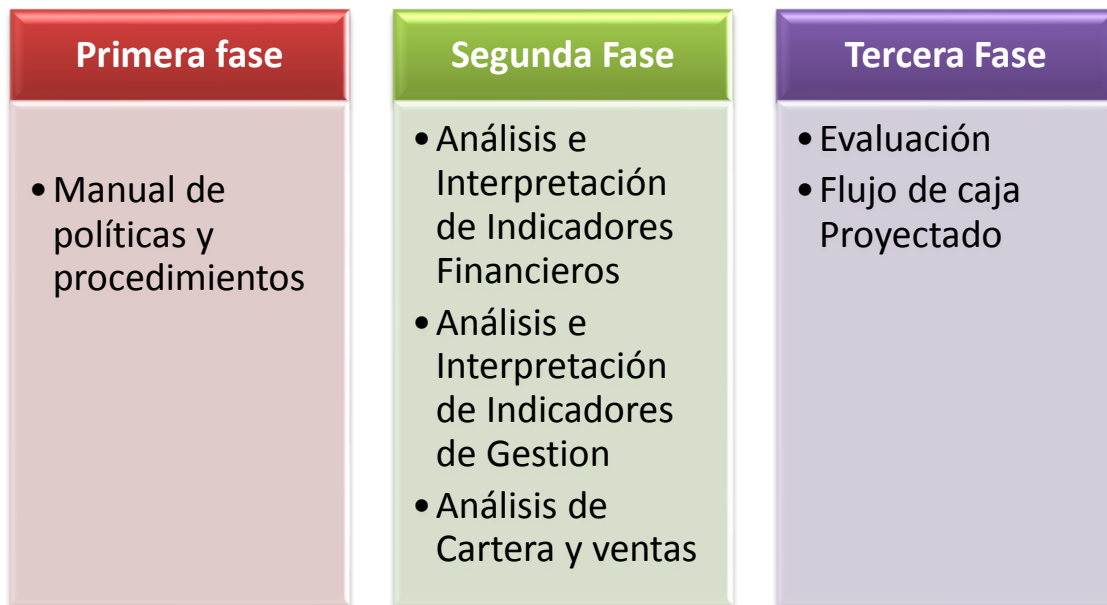 Primera fase
• Manual de
políticas y
procedimientos
Segunda Fase
• Análisis e
Interpretación
de Indicadores
Financieros
• Análisis e
Interpretación
de Indicadores
de Gestion
• Análisis de
Cartera y ventas
Tercera Fase
• Evaluación
• Flujo de caja
Proyectado